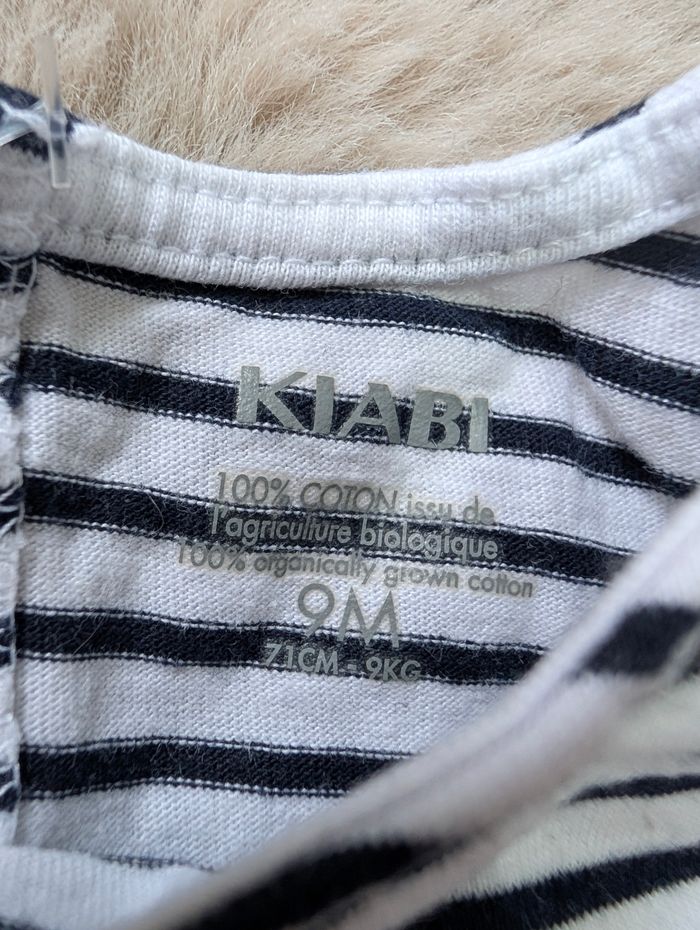 KIABI
100% COTON issu de
l'agriculture biologique
100% organically grown cotton
9M
71CM - 9KG